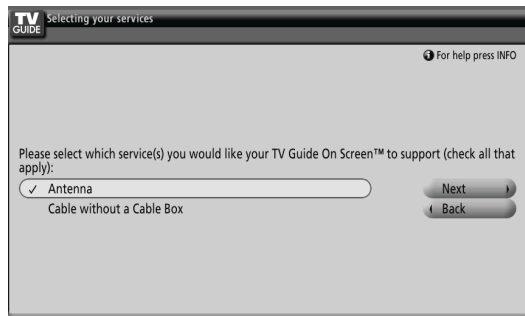 TV GUIDE
Selecting your services
For help press INFO
Please select which service(s) you would like your TV Guide On Screen™ to support (check all that
apply):
✓ Antenna
Next
Cable without a Cable Box
Back